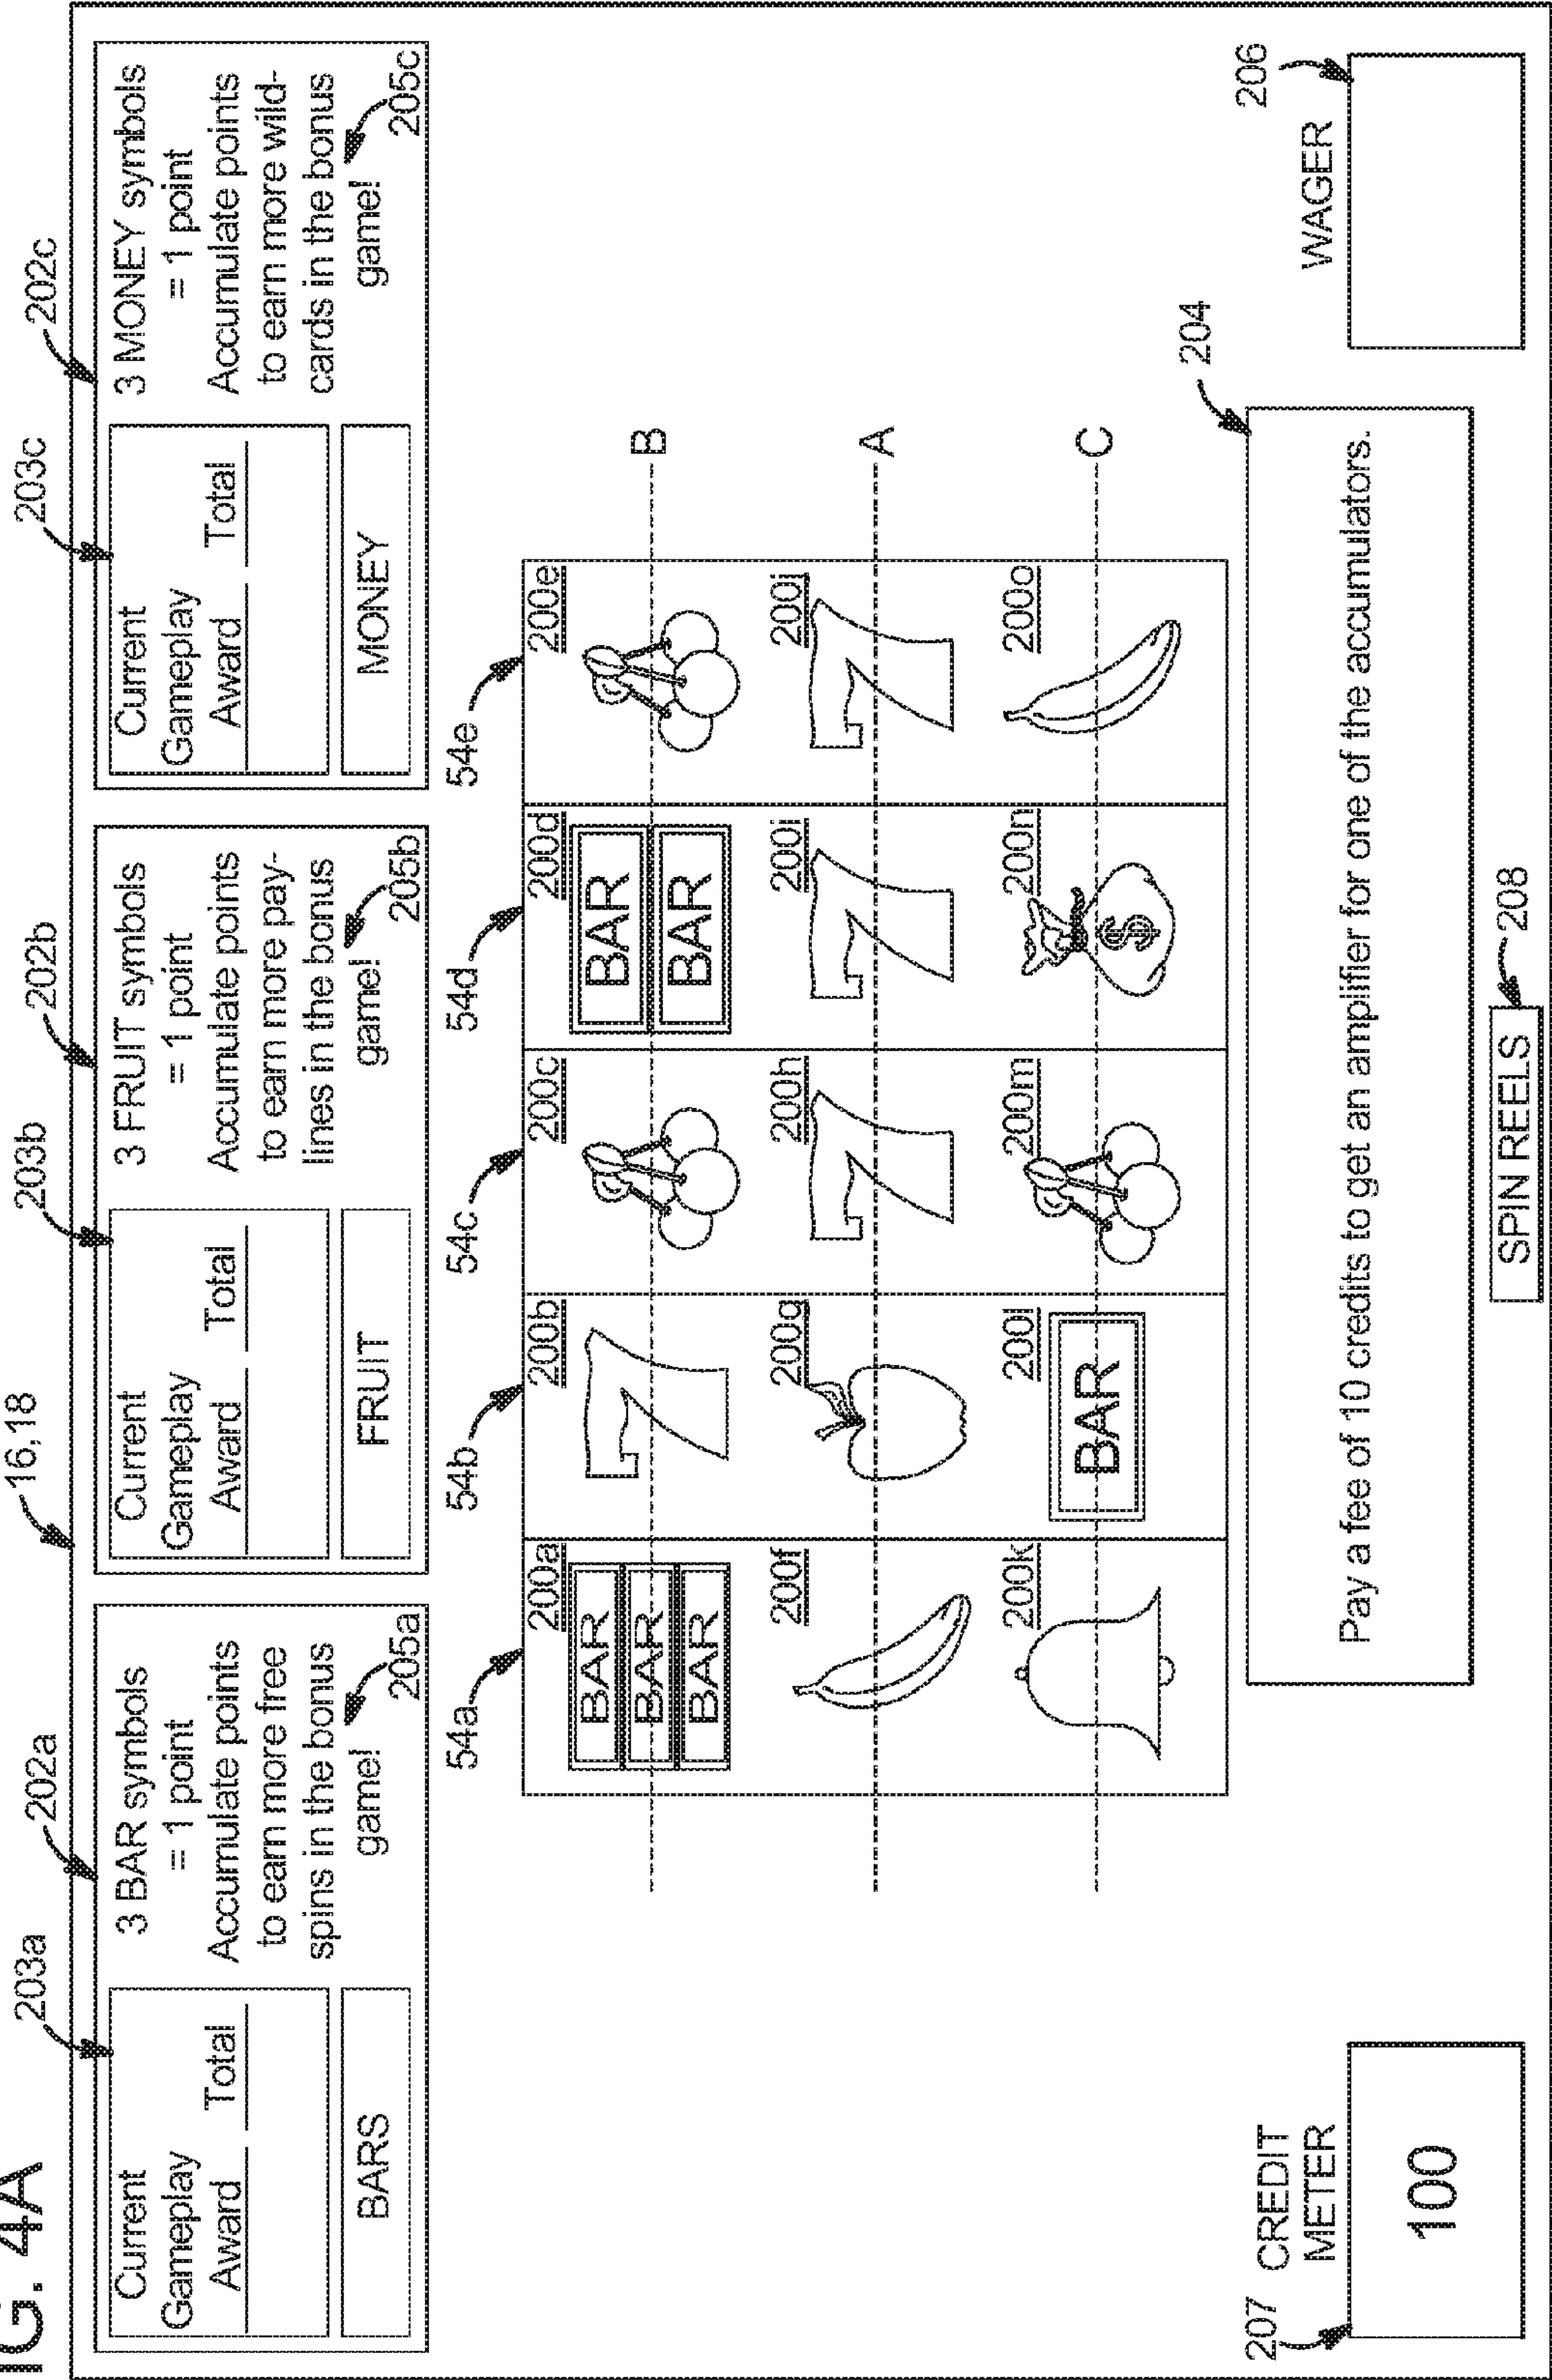 IG. 4A
16,18
202a
203a
Current
Gameplay
Award Total
BARS
3 BAR symbols
= 1 point
Accumulate points
to earn more free
spins in the bonus
game!
205a
202b
203b
Current
Gameplay
Award Total
FRUIT
3 FRUIT symbols
= 1 point
Accumulate points
to earn more pay-
lines in the bonus
game!
205b
202c
203c
Current
Gameplay
Award Total
MONEY
3 MONEY symbols
= 1 point
Accumulate points
to earn more wild-
cards in the bonus
game!
205c
54a
54b
54c
54d
54e
200a
200b
200c
200d
200e
BAR
BAR
BAR
BAR
BAR
B
200f
200g
200h
200i
200j
A
200k
200l
200m
200n
200o
BAR
$
C
207
CREDIT
METER
100
204
Pay a fee of 10 credits to get an amplifier for one of the accumulators.
206
WAGER
SPIN REELS
208